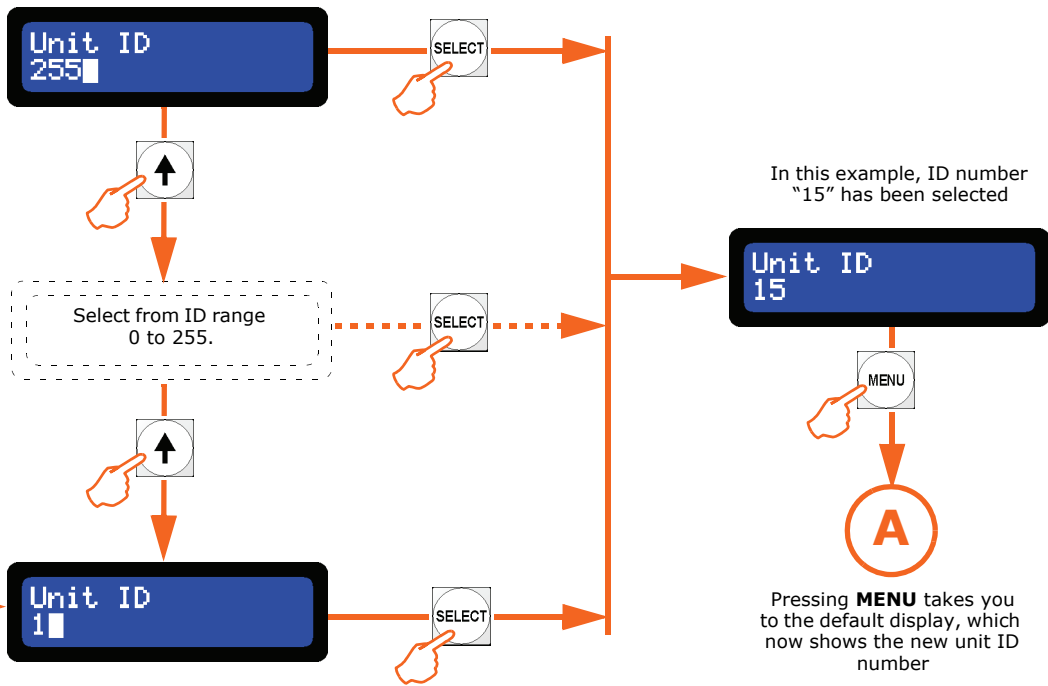 Unit ID
255
SELECT
In this example, ID number
“15” has been selected
Unit ID
15
Select from ID range
0 to 255.
SELECT
MENU
A
Unit ID
1
SELECT
Pressing MENU takes you
to the default display, which
now shows the new unit ID
number